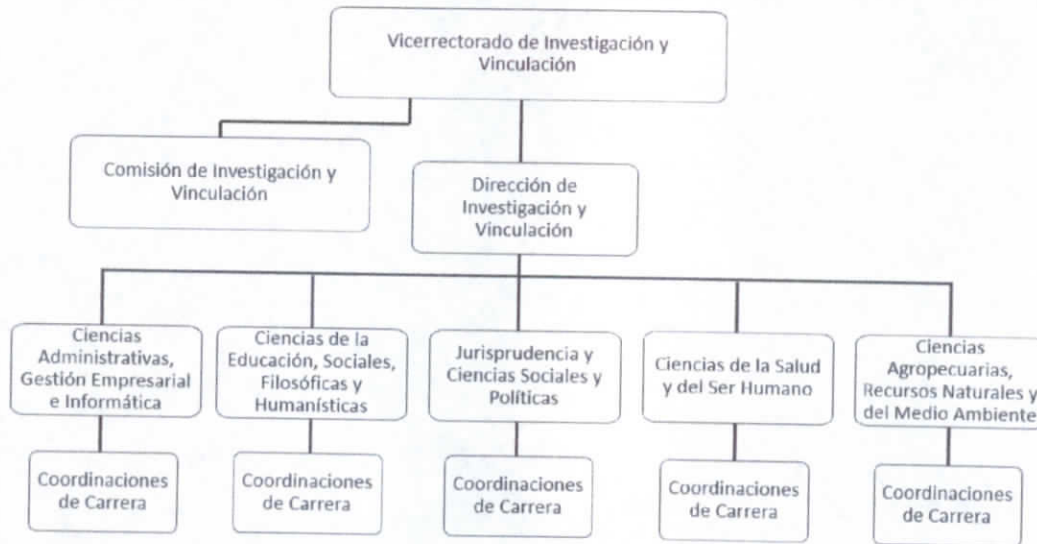 Vicerrectorado de Investigación y
Vinculación
Comisión de Investigación y
Vinculación
Dirección de
Investigación y
Vinculación
Ciencias
Administrativas,
Gestión Empresarial
e Informática
Ciencias de la
Educación, Sociales,
Filosóficas y
Humanísticas
Jurisprudencia y
Ciencias Sociales y
Políticas
Ciencias de la Salud
y del Ser Humano
Ciencias
Agropecuarias,
Recursos Naturales y
del Medio Ambiente
Coordinaciones
de Carrera
Coordinaciones
de Carrera
Coordinaciones
de Carrera
Coordinaciones
de Carrera
Coordinaciones
de Carrera